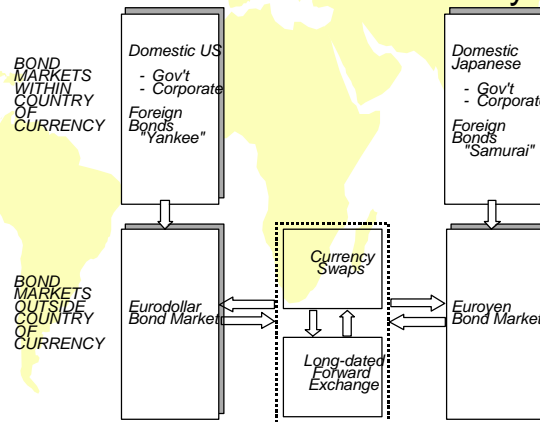 BOND
MARKETS
WITHIN
COUNTRY
OF
CURRENCY
Domestic US
- Gov't
- Corporate
Foreign
Bonds
"Yankee"
Domestic
Japanese
- Gov't
- Corporate
Foreign
Bonds
"Samurai"
BOND
MARKETS
OUTSIDE
COUNTRY
OF
CURRENCY
Eurodollar
Bond Market
Currency
Swaps
Long-dated
Forward
Exchange
Euroyen
Bond Market